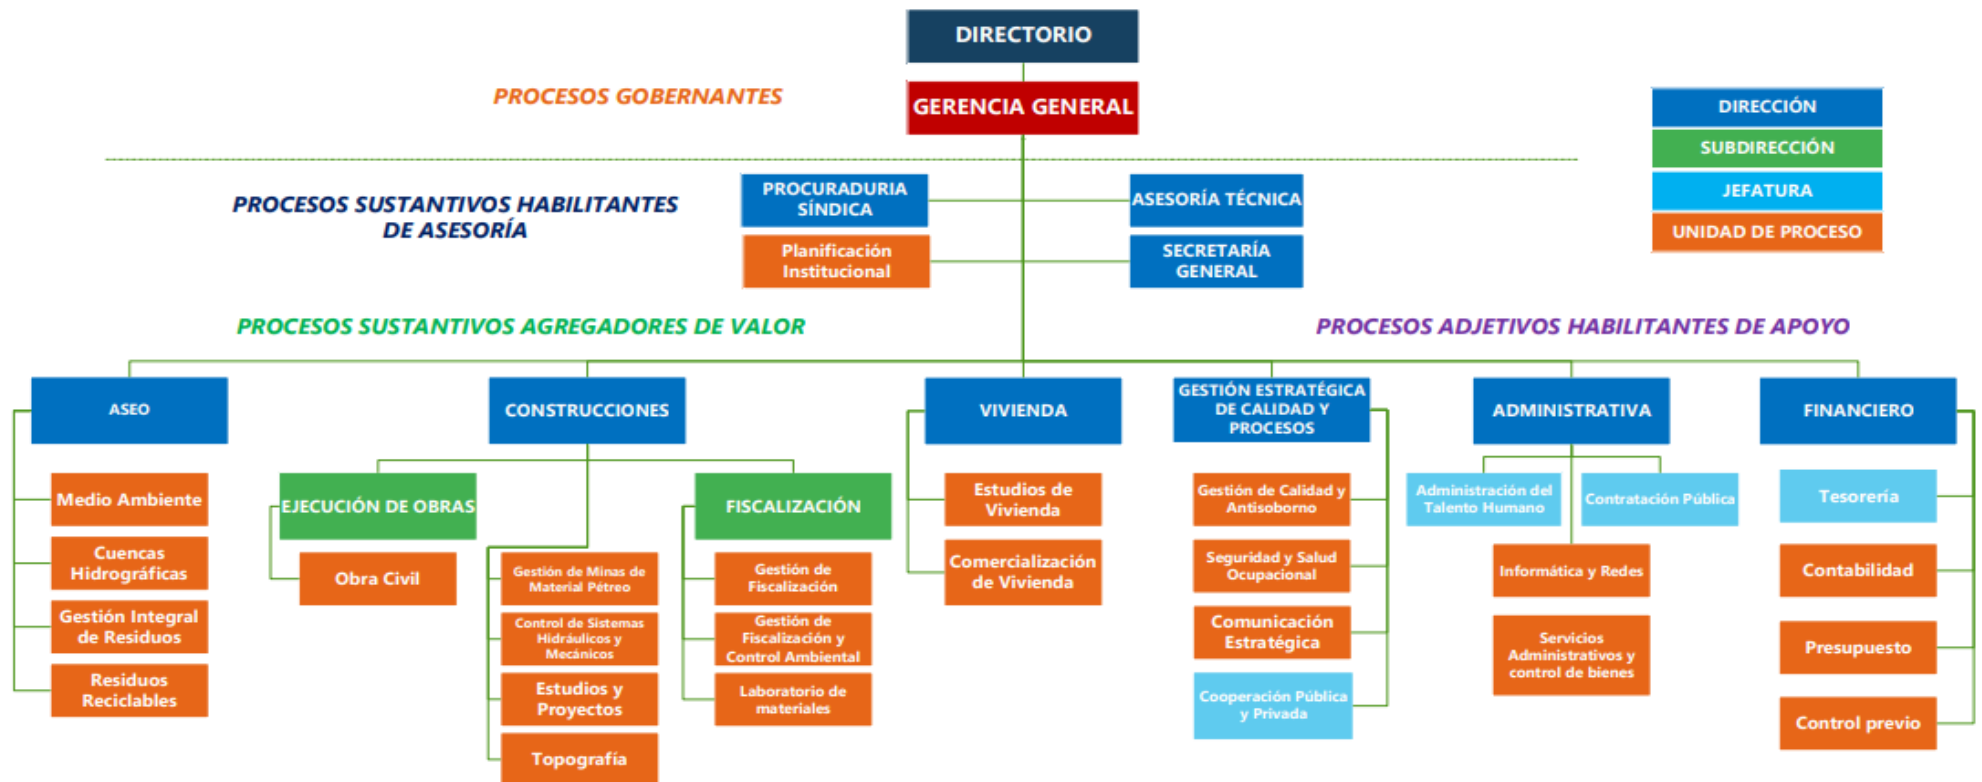 DIRECTORIO
PROCESOS GOBERNANTES
GERENCIA GENERAL
DIRECCIÓN
SUBDIRECCIÓN
JEFATURA
UNIDAD DE PROCESO
PROCESOS SUSTANTIVOS HABILITANTES
DE ASESORÍA
PROCURADURIA
SÍNDICA
ASESORÍA TÉCNICA
Planificación
Institucional
SECRETARÍA
GENERAL
PROCESOS SUSTANTIVOS AGREGADORES DE VALOR
PROCESOS ADJETIVOS HABILITANTES DE APOYO
ASEO
Medio Ambiente
Cuencas
Hidrográficas
Gestión Integral
de Residuos
Residuos
Reciclables
CONSTRUCCIONES
EJECUCIÓN DE OBRAS
Obra Civil
Gestión de Minas de
Material Pétreo
Control de Sistemas
Hidráulicos y
Mecánicos
Estudios y
Proyectos
Topografía
FISCALIZACIÓN
Gestión de
Fiscalización
Gestión de
Fiscalización y
Control Ambiental
Laboratorio de
materiales
VIVIENDA
Estudios de
Vivienda
Comercialización
de Vivienda
GESTIÓN ESTRATÉGICA
DE CALIDAD Y
PROCESOS
Gestión de Calidad y
Antisoborno
Seguridad y Salud
Ocupacional
Comunicación
Estratégica
Cooperación Pública
y Privada
ADMINISTRATIVA
Administración del
Talento Humano
Contratación Pública
Informática y Redes
Servicios
Administrativos y
control de bienes
FINANCIERO
Tesorería
Contabilidad
Presupuesto
Control previo